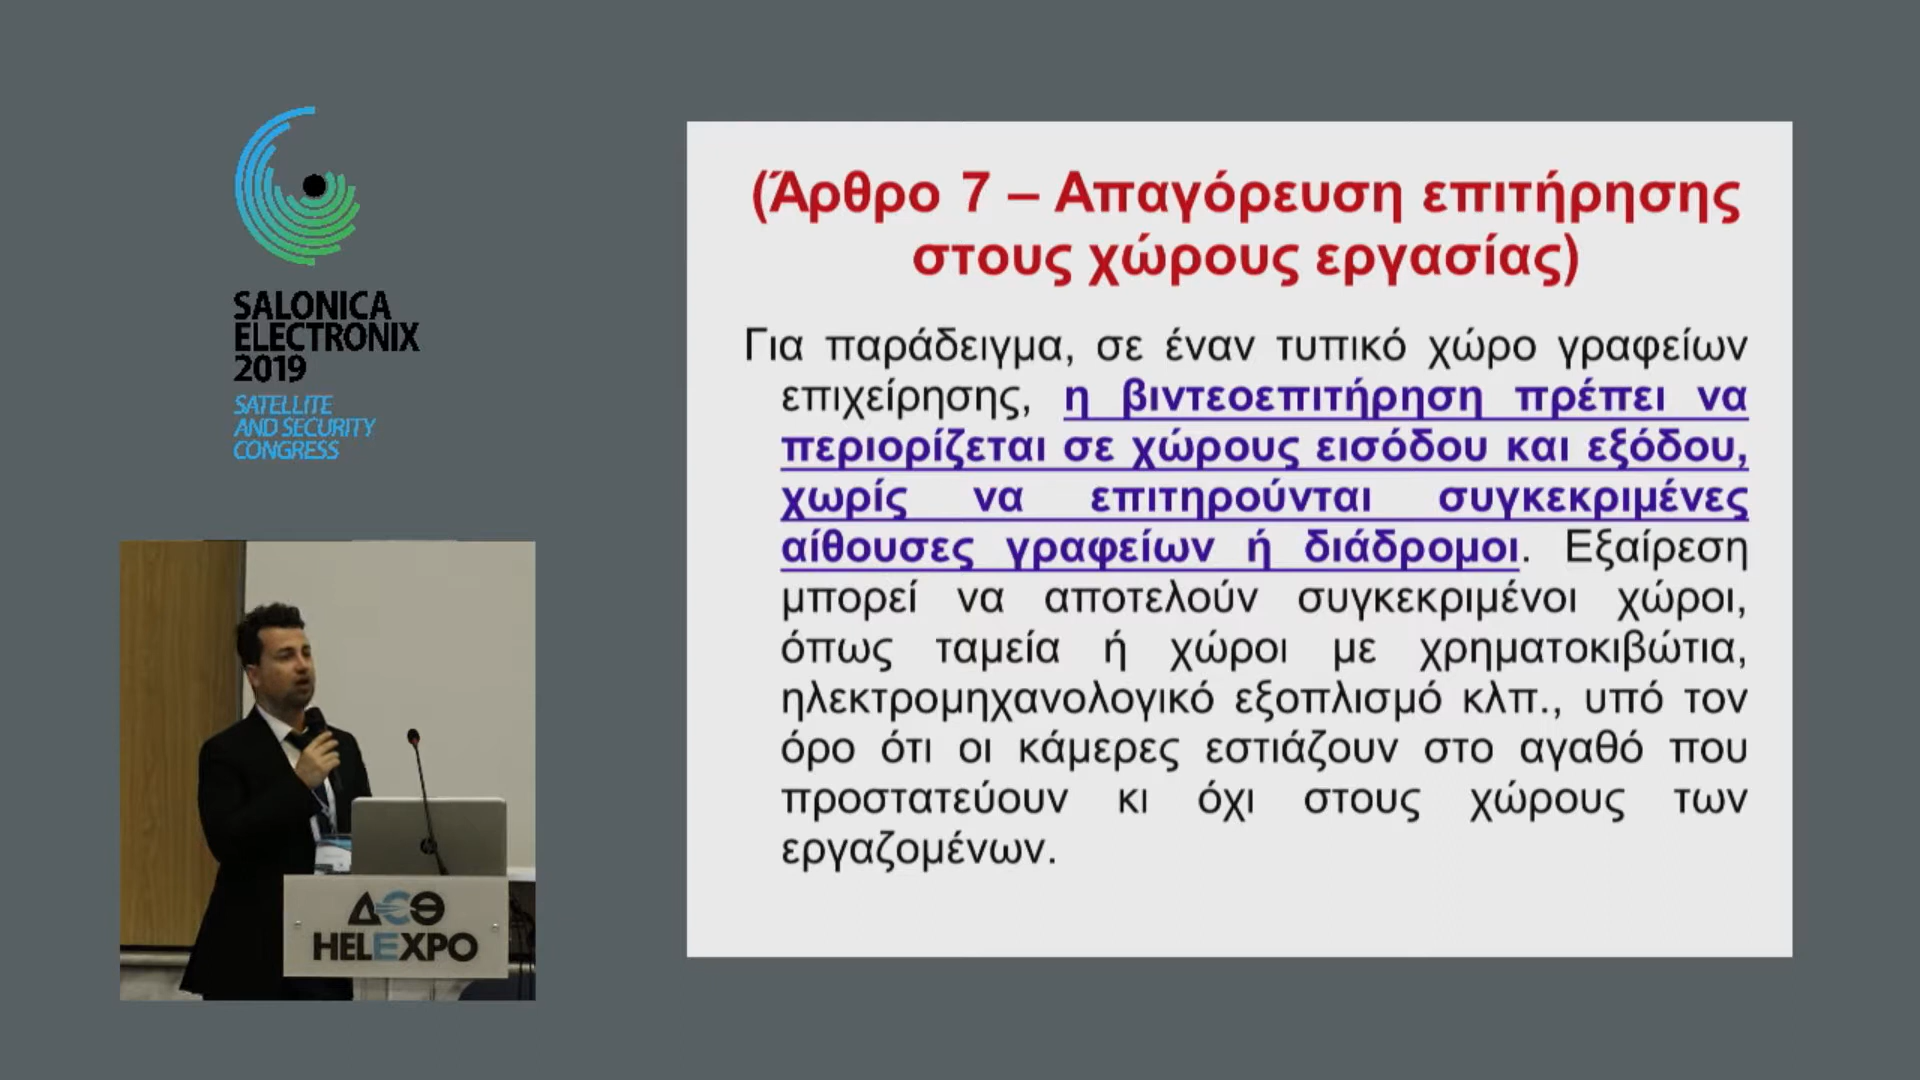 SALONICA
ELECTRONIX
2019
SATELLITE
AND SECURITY
CONGRESS
(Άρθρο 7 – Απαγόρευση επιτήρησης
στους χώρους εργασίας)
Για παράδειγμα, σε έναν τυπικό χώρο γραφείων
επιχείρησης, η βιντεοεπιτήρηση πρέπει να
περιορίζεται σε χώρους εισόδου και εξόδου,
χωρίς να επιτηρούνται συγκεκριμένες
αίθουσες γραφείων ή διάδρομοι. Εξαίρεση
μπορεί να αποτελούν συγκεκριμένοι χώροι,
όπως ταμεία ή χώροι με χρηματοκιβώτια,
ηλεκτρομηχανολογικό εξοπλισμό κλπ., υπό τον
όρο ότι οι κάμερες εστιάζουν στο αγαθό που
προστατεύουν κι όχι στους χώρους των
εργαζομένων.
ΔΕΘ
HELEXPO